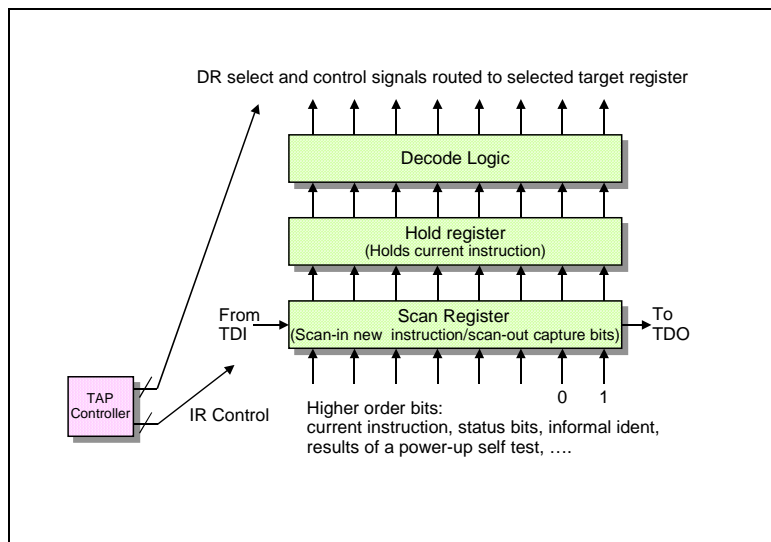 DR select and control signals routed to selected target register
Decode Logic
Hold register
(Holds current instruction)
From
TDI
Scan Register
(Scan-in new instruction/scan-out capture bits)
To
TDO
TAP
Controller
IR Control
0 1
Higher order bits:
current instruction, status bits, informal ident,
results of a power-up self test, ….